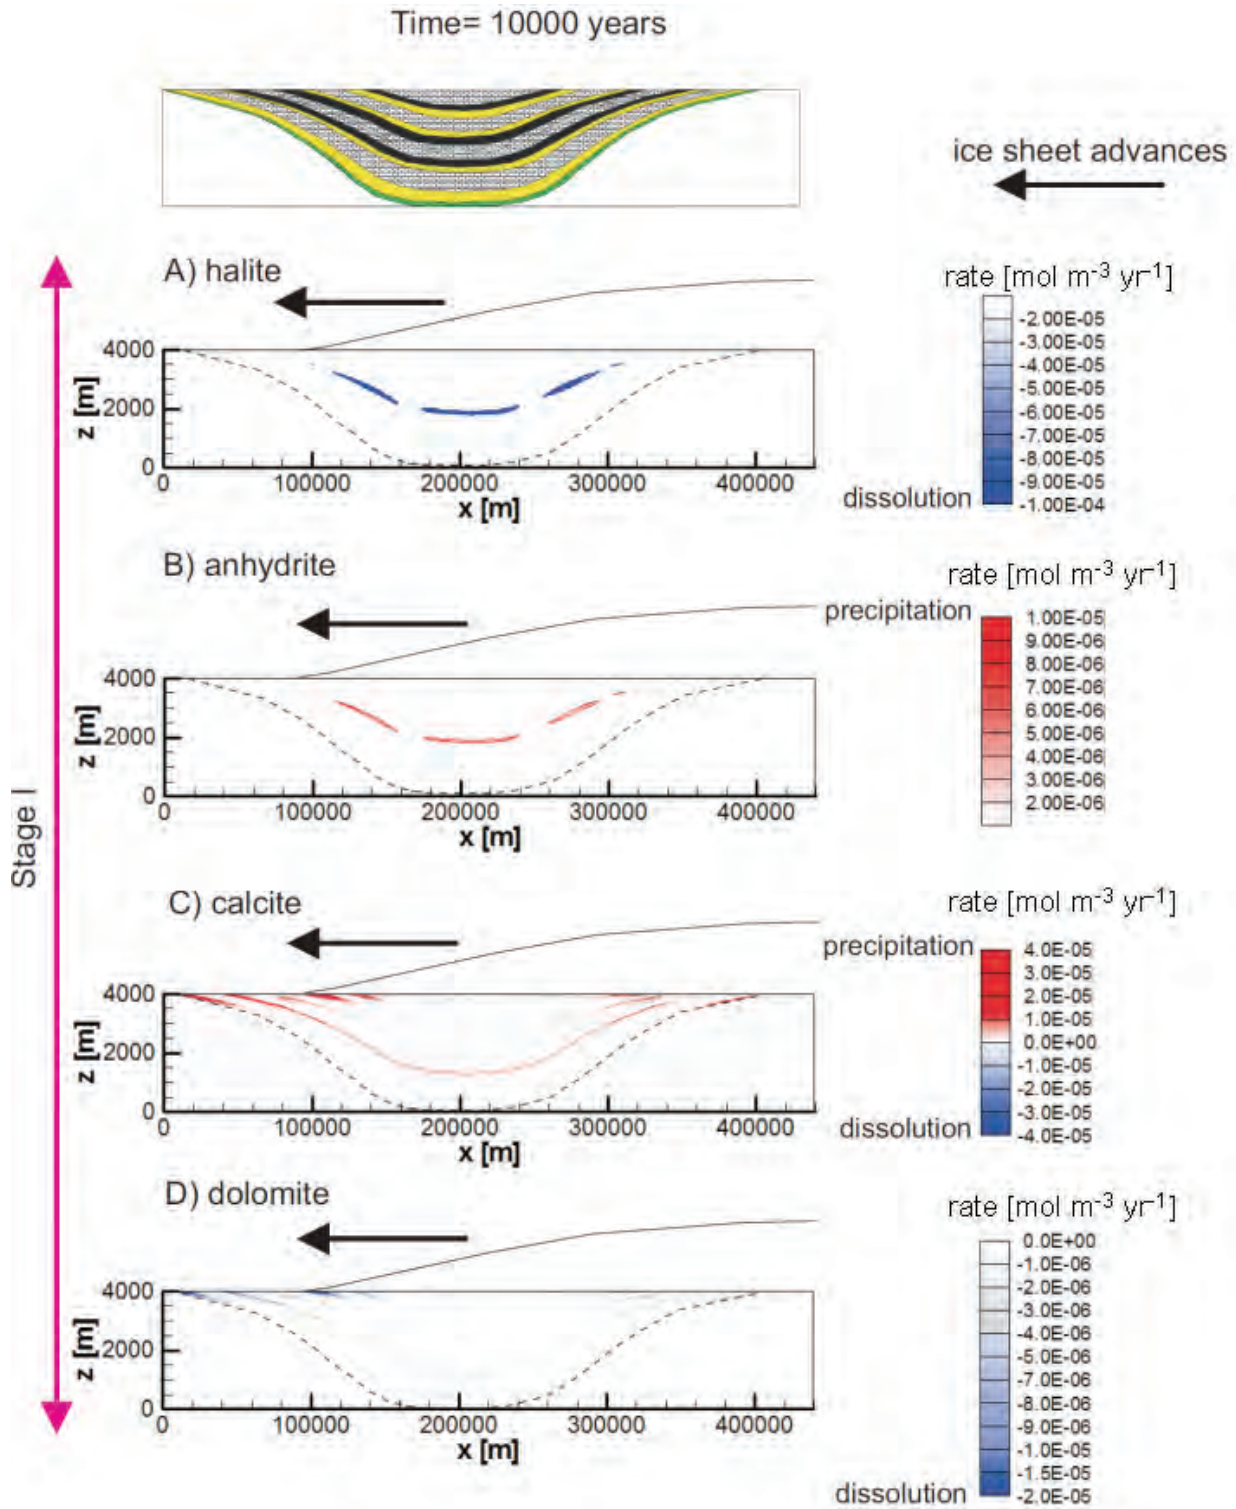 Time= 10000 years
ice sheet advances
Stage I
A) halite
rate [mol m-3 yr-1]
4000
2000
0
z [m]
0 100000 200000 300000 400000
x [m]
-2.00E-05
-3.00E-05
-4.00E-05
-5.00E-05
-6.00E-05
-7.00E-05
-8.00E-05
-9.00E-05
-1.00E-04
dissolution
B) anhydrite
rate [mol m-3 yr-1]
precipitation
4000
2000
0
z [m]
0 100000 200000 300000 400000
x [m]
1.00E-05
9.00E-06
8.00E-06
7.00E-06
6.00E-06
5.00E-06
4.00E-06
3.00E-06
2.00E-06
C) calcite
rate [mol m-3 yr-1]
precipitation
4000
2000
0
z [m]
0 100000 200000 300000 400000
x [m]
4.0E-05
3.0E-05
2.0E-05
1.0E-05
0.0E+00
-1.0E-05
-2.0E-05
-3.0E-05
-4.0E-05
dissolution
D) dolomite
rate [mol m-3 yr-1]
4000
2000
0
z [m]
0 100000 200000 300000 400000
x [m]
0.0E+00
-1.0E-06
-2.0E-06
-3.0E-06
-4.0E-06
-5.0E-06
-6.0E-06
-7.0E-06
-8.0E-06
-9.0E-06
-1.0E-05
-1.5E-05
-2.0E-05
dissolution